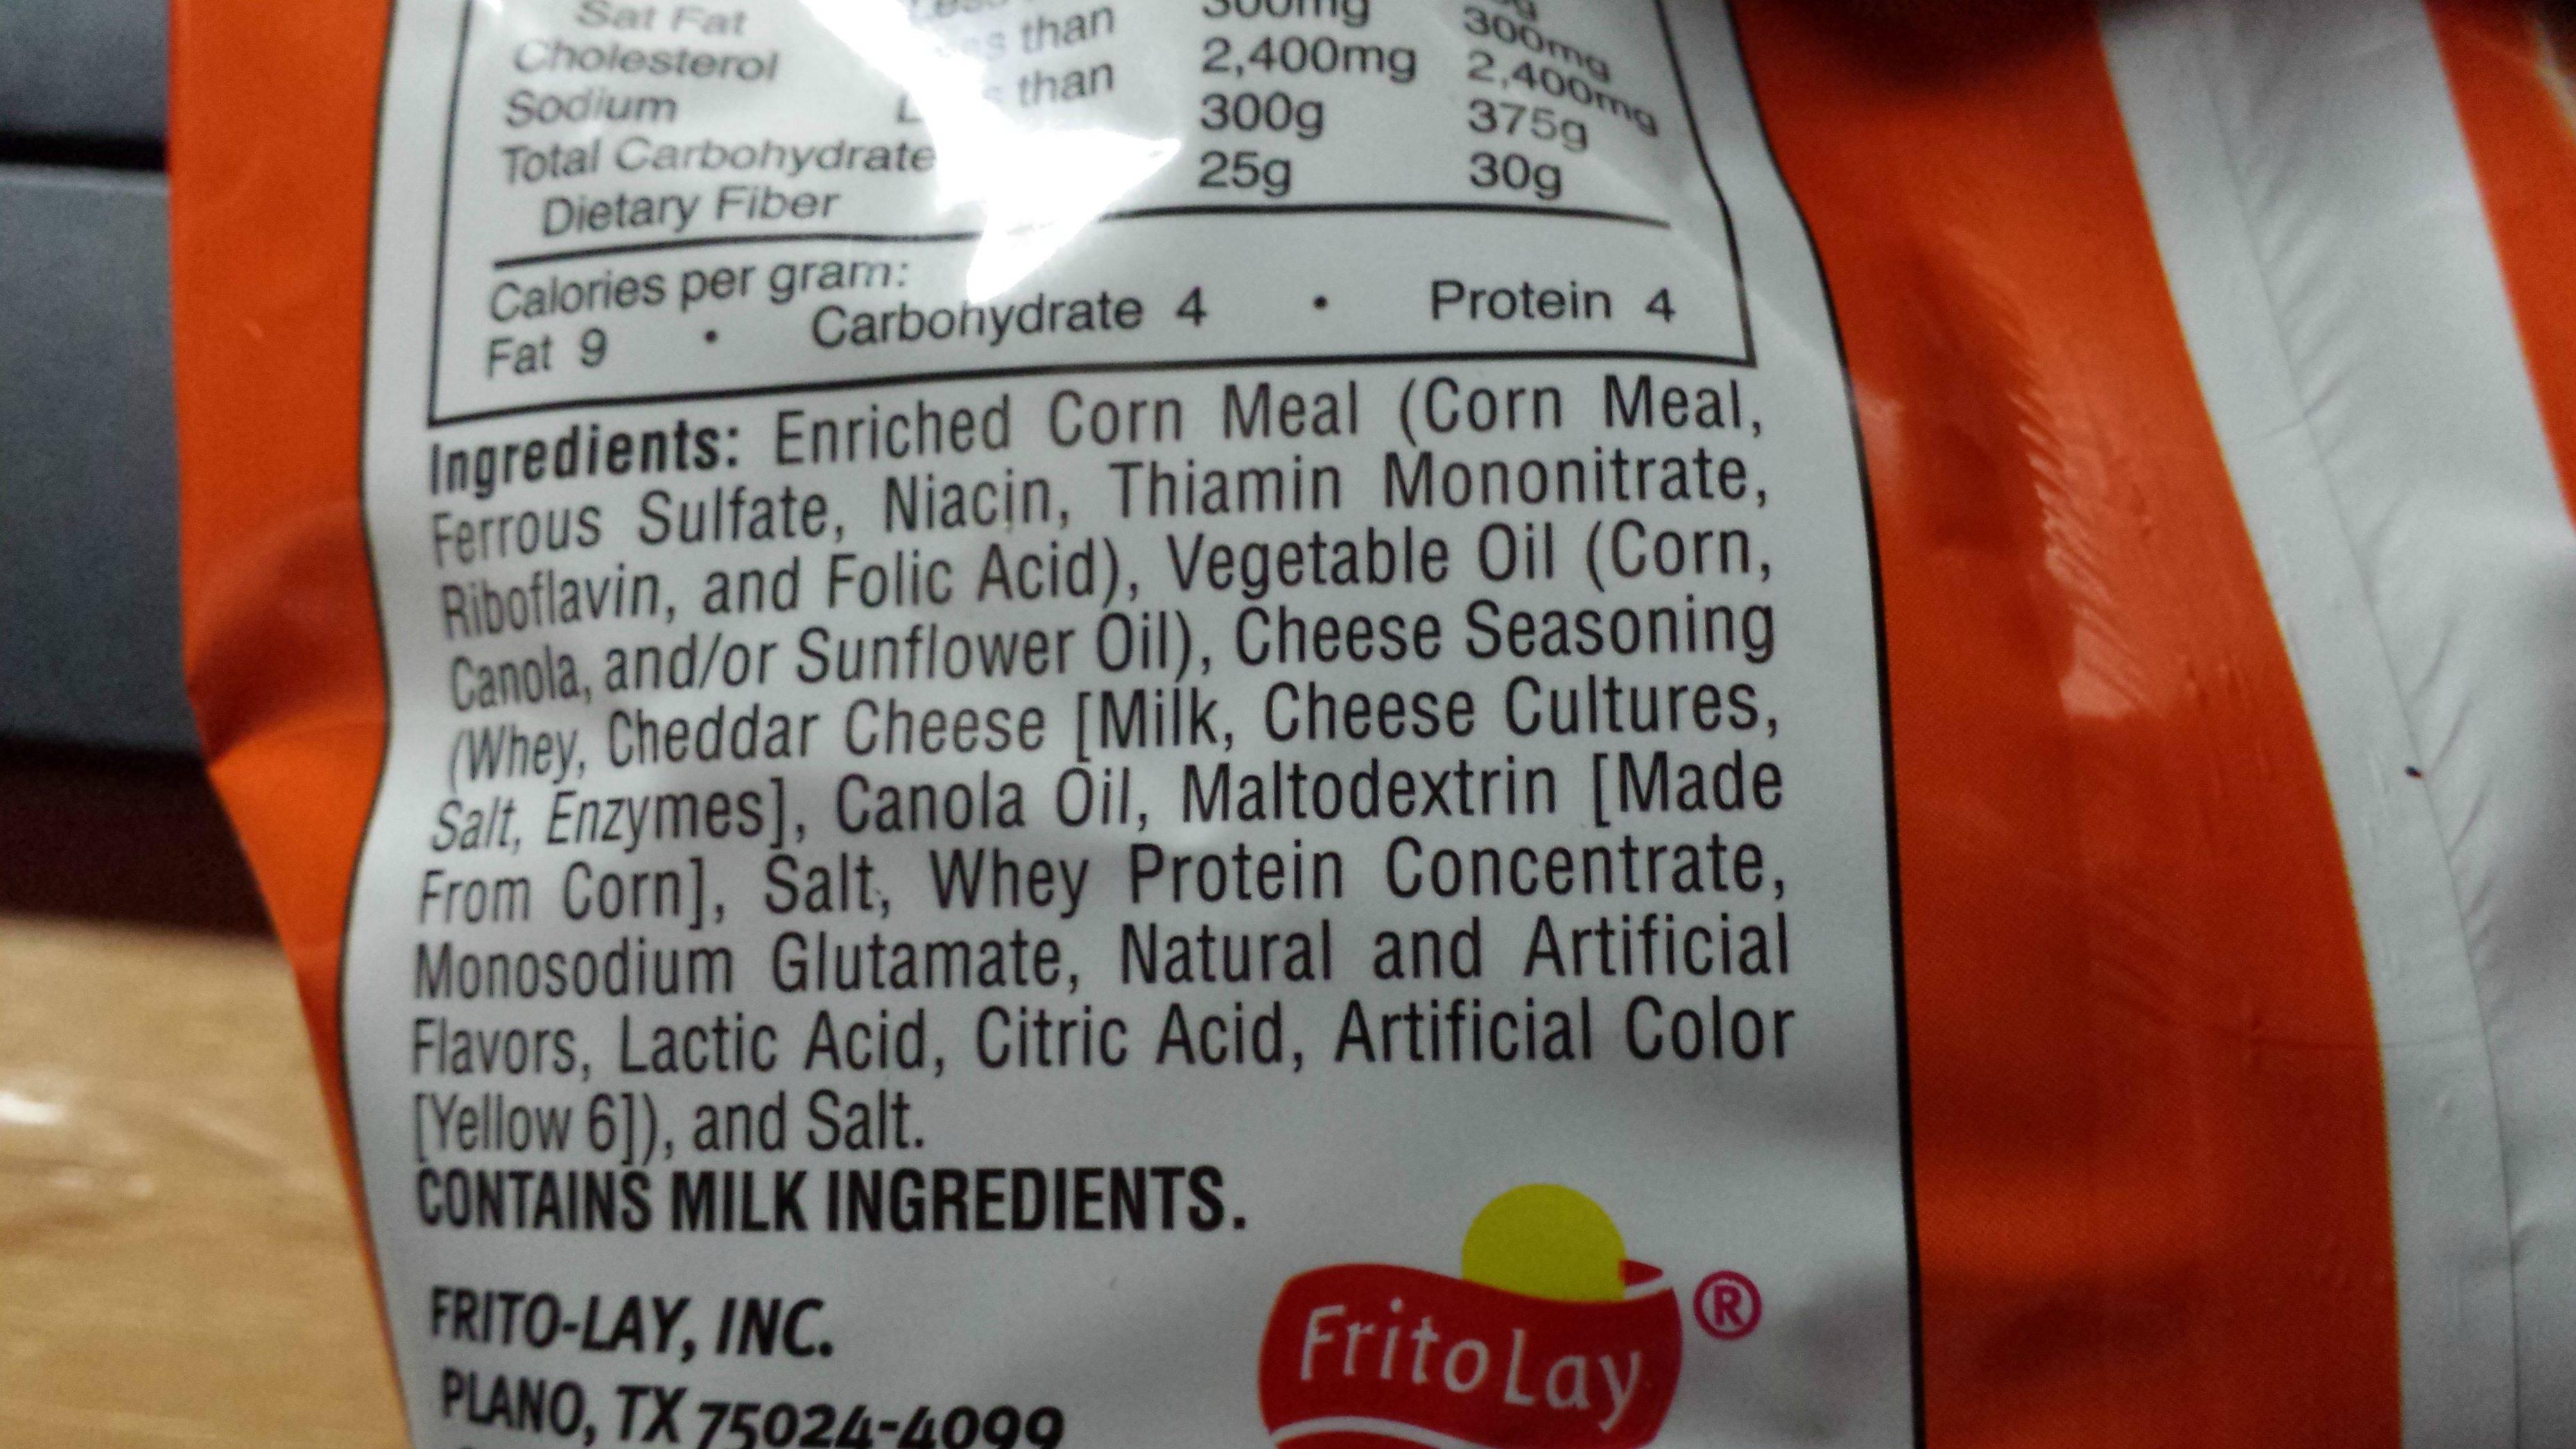 Sat Fat
Cholesterol than 300mg 300mg
Sodium than 2,400mg 2,400mg
Total Carbohydrate 300g 375g
Dietary Fiber 25g 30g
Calories per gram:
Fat 9 • Carbohydrate 4 • Protein 4
Ingredients: Enriched Corn Meal (Corn Meal,
Ferrous Sulfate, Niacin, Thiamin Mononitrate,
Riboflavin, and Folic Acid), Vegetable Oil (Corn,
Canola, and/or Sunflower Oil), Cheese Seasoning
(Whey, Cheddar Cheese [Milk, Cheese Cultures,
Salt, Enzymes], Canola Oil, Maltodextrin [Made
From Corn], Salt, Whey Protein Concentrate,
Monosodium Glutamate, Natural and Artificial
Flavors, Lactic Acid, Citric Acid, Artificial Color
[Yellow 6]), and Salt.
CONTAINS MILK INGREDIENTS.
FRITO-LAY, INC.
PLANO, TX 75024-4099
FritoLay ®